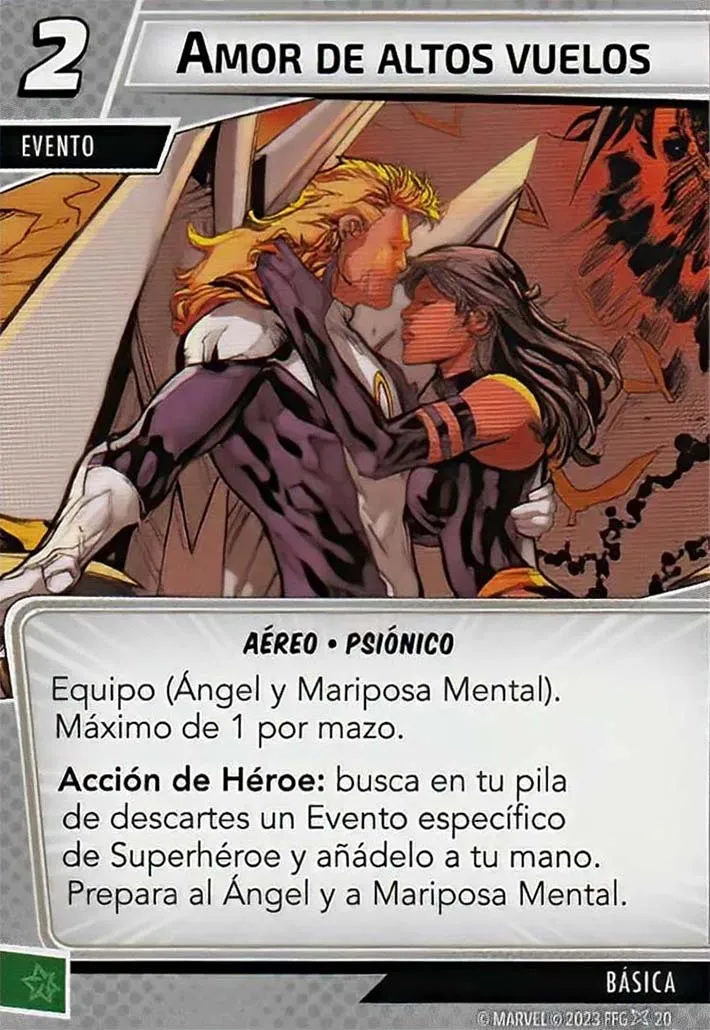 2
AMOR DE ALTOS VUELOS
EVENTO
AÉREO • PSIÓNICO
Equipo (Ángel y Mariposa Mental).
Máximo de 1 por mazo.
Acción de Héroe: busca en tu pila
de descartes un Evento específico
de Superhéroe y añádelo a tu mano.
Prepara al Ángel y a Mariposa Mental.
BÁSICA
© MARVEL © 2023 FFG 20